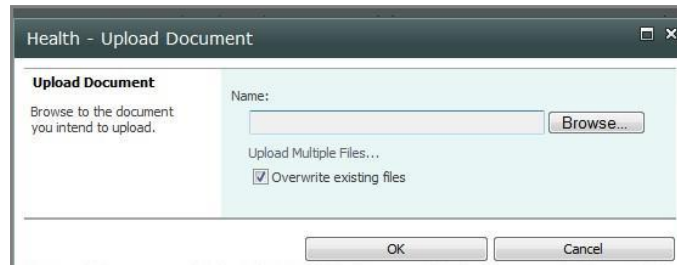 Health - Upload Document
Upload Document
Browse to the document
you intend to upload.
Name:
Browse...
Upload Multiple Files...
Overwrite existing files
OK
Cancel